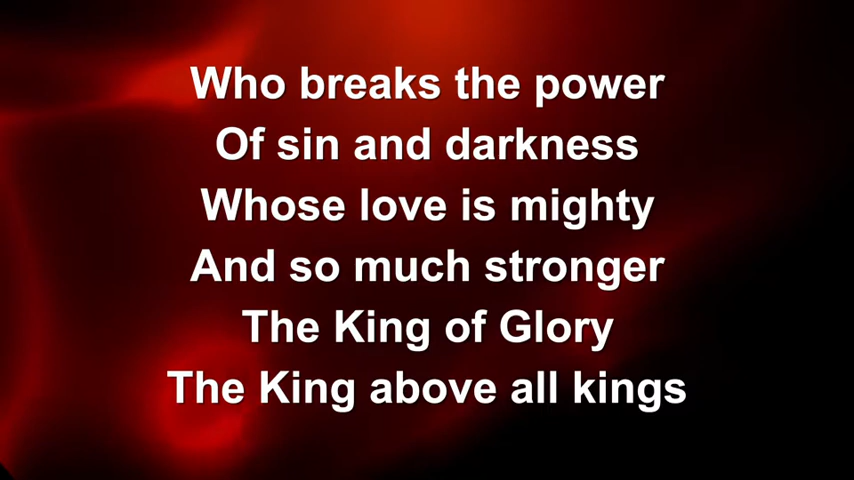 Who breaks the power
Of sin and darkness
Whose love is mighty
And so much stronger
The King of Glory
The King above all kings